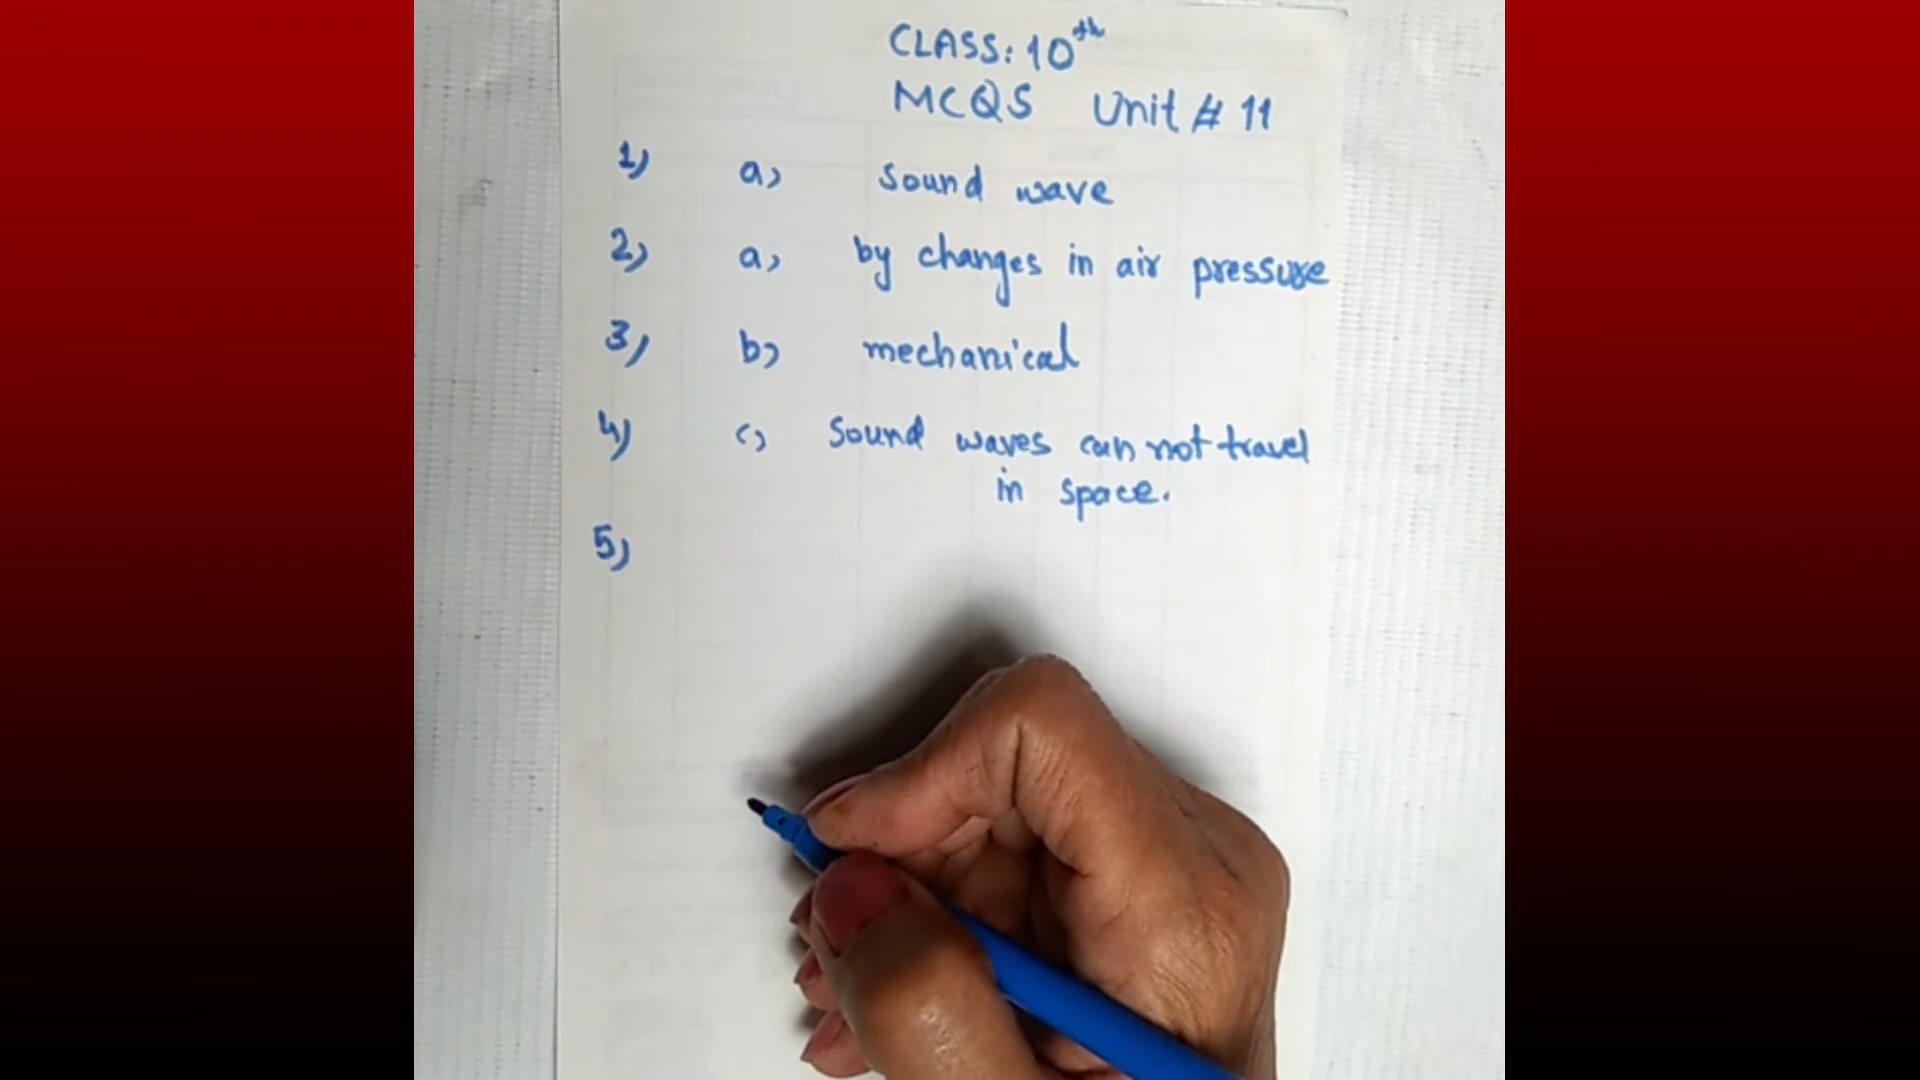 CLASS: 10th
MCQS Unit # 11
1) a) Sound wave
2) a) by changes in air pressure
3) b) mechanical
4) c) Sound waves can not travel
in space.
5)